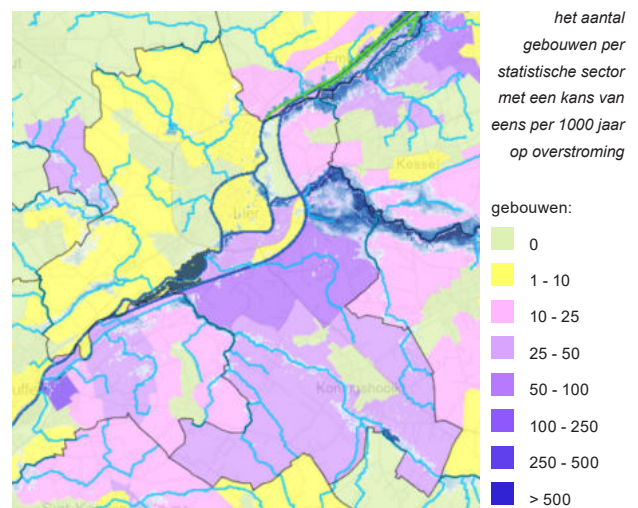 het aantal
gebouwen per
statistische sector
met een kans van
eens per 1000 jaar
op overstroming
gebouwen:
0
1 - 10
10 - 25
25 - 50
50 - 100
100 - 250
250 - 500
> 500
Kessel
Lier